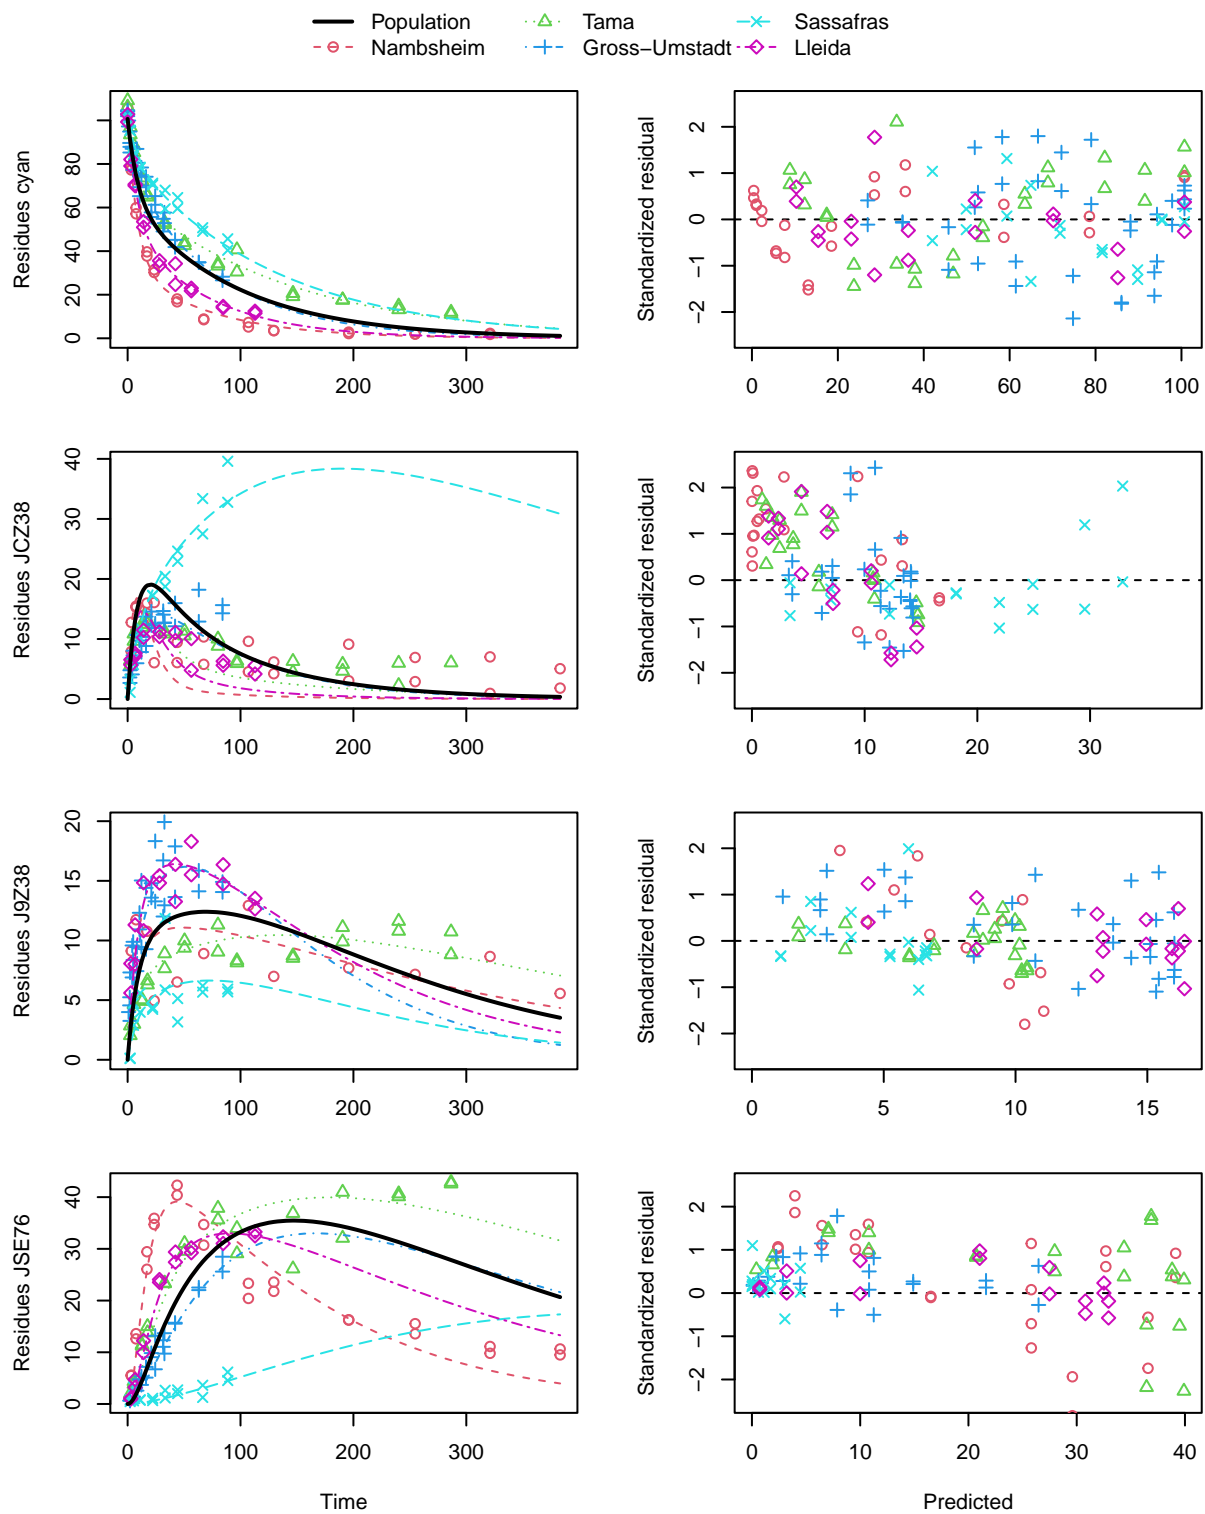 Population Tama Sassafras
Nambsheim Gross−Umstadt Lleida
Residues cyan
0 20 40 60 80
0 100 200 300
Standardized residual
−2 −1 0 1 2
0 20 40 60 80 100
Residues JCZ38
0 10 20 30 40
0 100 200 300
Standardized residual
−2 −1 0 1 2
0 10 20 30
Residues J9Z38
0 5 10 15 20
0 100 200 300
Standardized residual
−2 −1 0 1 2
0 5 10 15
Residues JSE76
0 10 20 30 40
0 100 200 300
Time
Standardized residual
−2 −1 0 1 2
0 10 20 30 40
Predicted